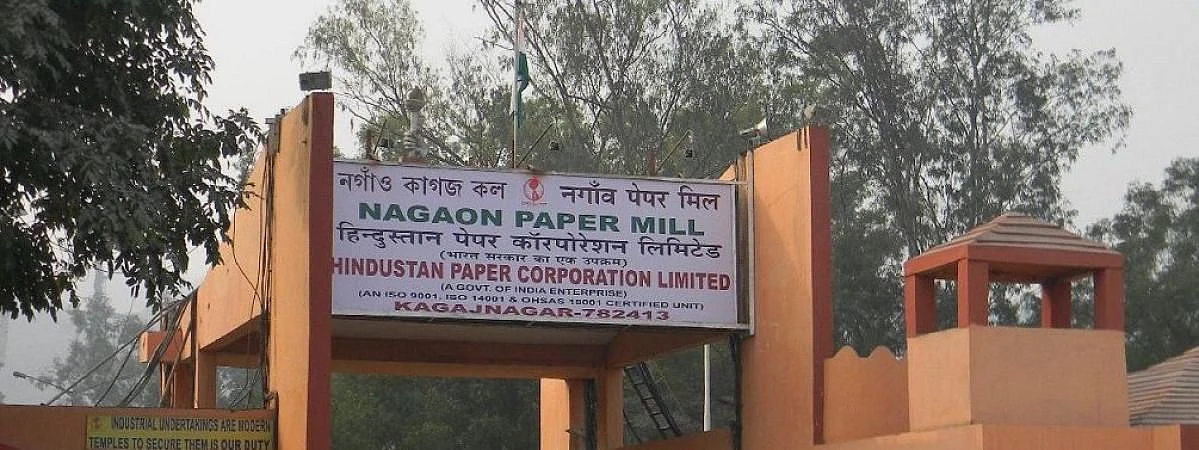 नगाँও কাগজ কল नगाँव पेपर मिल
NAGAON PAPER MILL
हिन्दुस्तान पेपर कॉरपोरेशन लिमिटेड
(भारत सरकार का एक उपक्रम)
HINDUSTAN PAPER CORPORATION LIMITED
(A GOVT. OF INDIA ENTERPRISE)
(AN ISO 9001, ISO 14001 & OHSAS 18001 CERTIFIED UNIT)
KAGAJNAGAR-782413
INDUSTRIAL UNDERTAKINGS ARE MODERN
TEMPLES TO SECURE THEM IS OUR DUTY